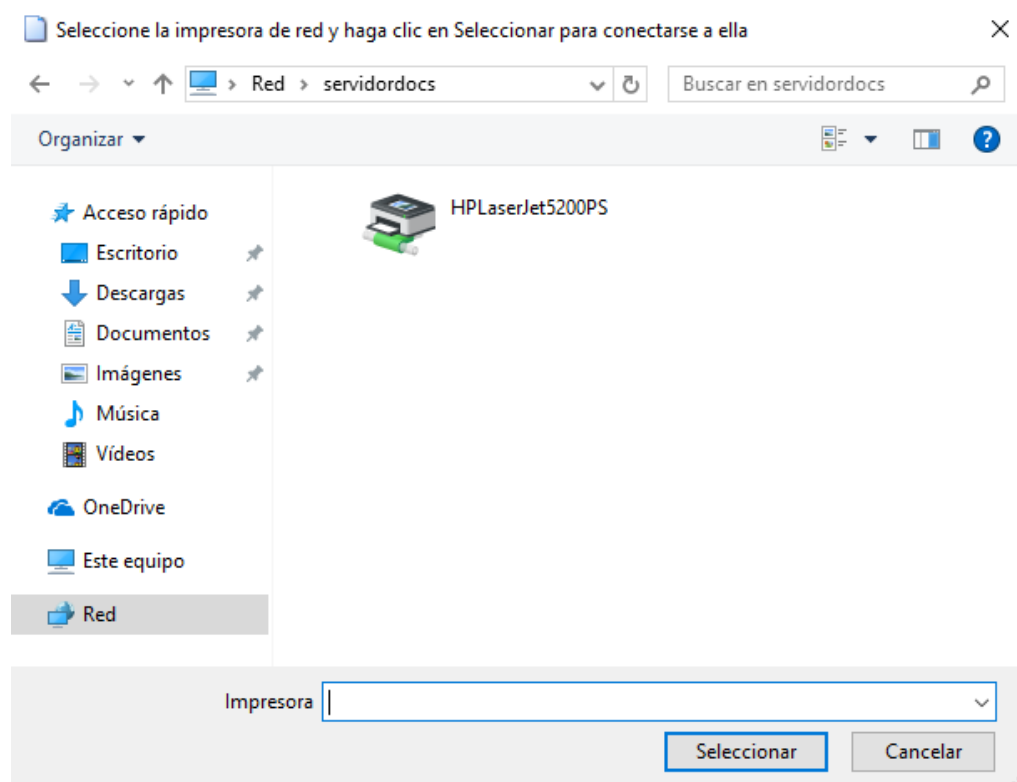 Seleccione la impresora de red y haga clic en Seleccionar para conectarse a ella
Red > servidordocs
Buscar en servidordocs
Organizar
?
Acceso rápido
Escritorio
Descargas
Documentos
Imágenes
Música
Vídeos
OneDrive
Este equipo
Red
HPLaserJet5200PS
Impresora
Seleccionar
Cancelar